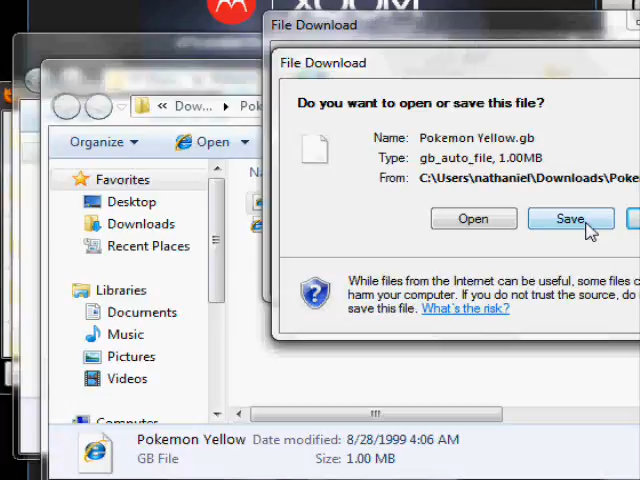 XOOM
File Download
File Download
Do you want to open or save this file?
Name: Pokemon Yellow.gb
Type: gb_auto_file, 1.00MB
From: C:\Users\nathaniel\Downloads\Poke
Open
Save
While files from the Internet can be useful, some files c
harm your computer. If you do not trust the source, do
save this file. What's the risk?
« Dow...
Organize
Open
Favorites
Desktop
Downloads
Recent Places
Libraries
Documents
Music
Pictures
Videos
Computer
Pokemon Yellow Date modified: 8/28/1999 4:06 AM
GB File Size: 1.00 MB